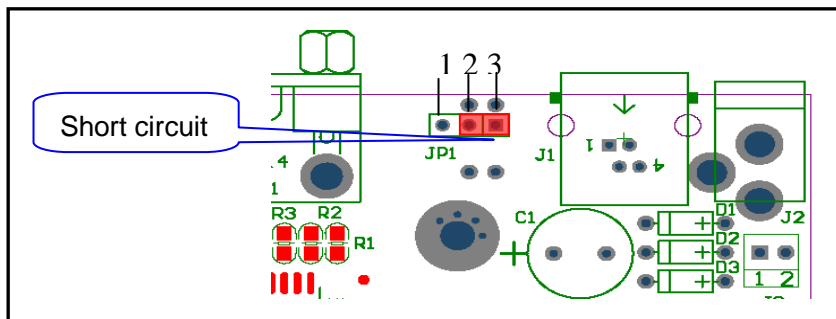 1 2 3
Short circuit
JP1
J1
1
4
4
1
J2
R3 R2
R1
C1
D1
D2
D3
1 2